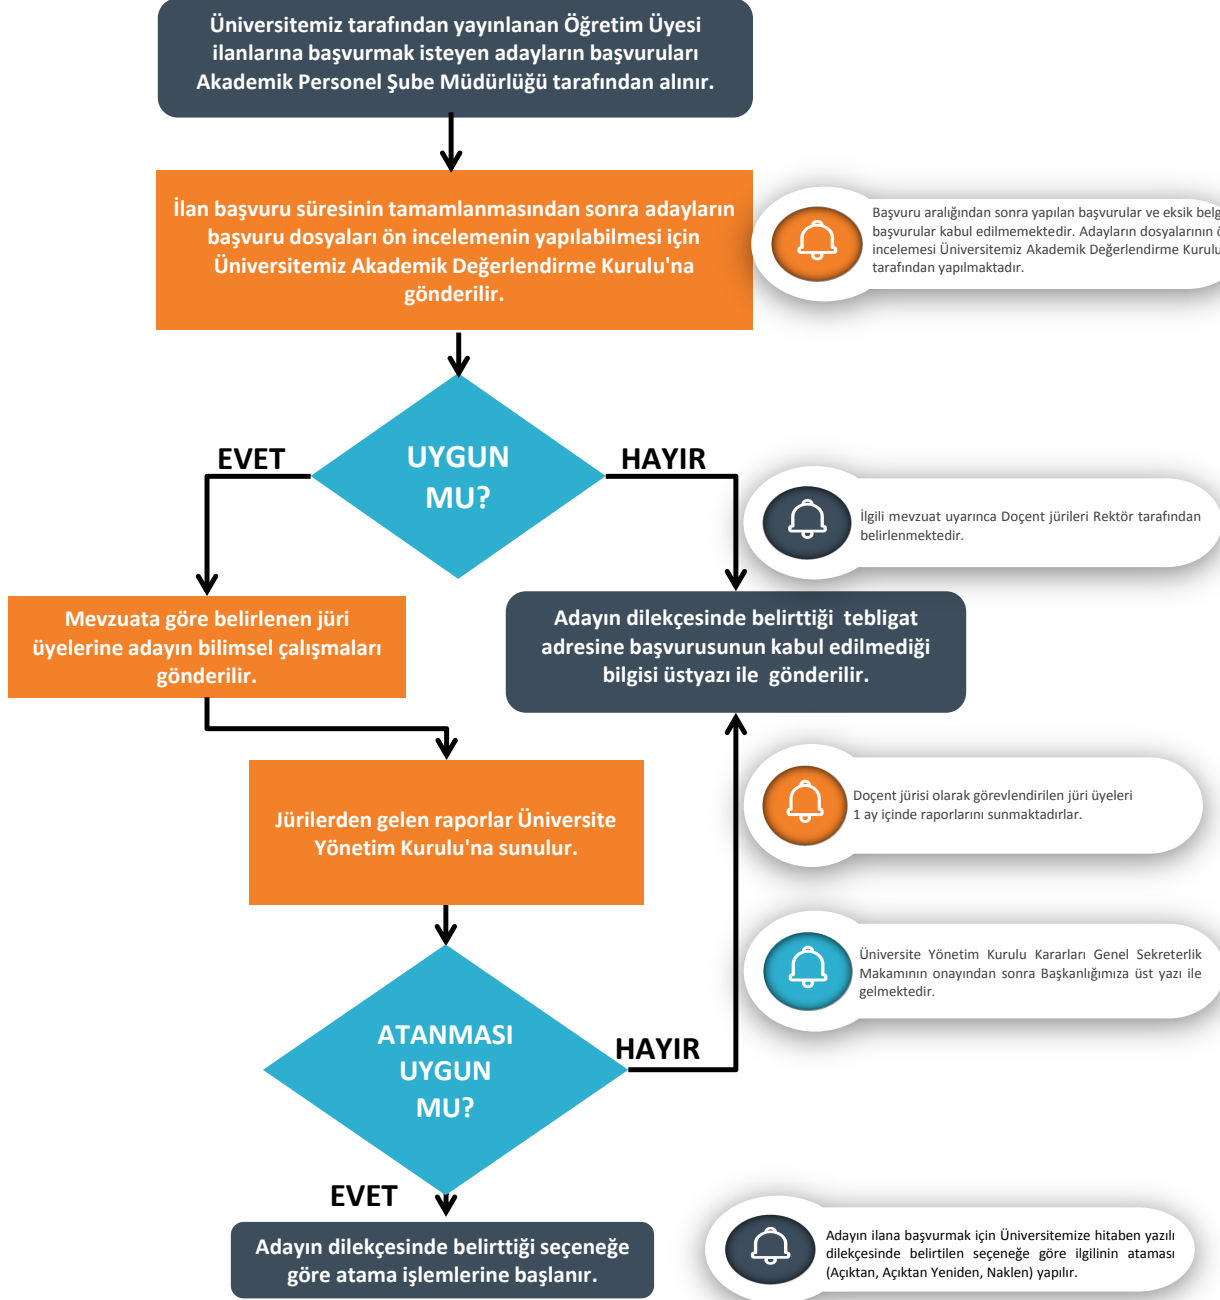 Üniversitemiz tarafından yayınlanan Öğretim Üyesi
ilanlarına başvurmak isteyen adayların başvuruları
Akademik Personel Şube Müdürlüğü tarafından alınır.
İlan başvuru süresinin tamamlanmasından sonra adayların
başvuru dosyaları ön incelemenin yapılabilmesi için
Üniversitemiz Akademik Değerlendirme Kurulu'na
gönderilir.
Başvuru aralığından sonra yapılan başvurular ve eksik
başvurular kabul edilmemektedir. Adayların dosyalarının
incelemesi Üniversitemiz Akademik Değerlendirme Kurulu
tarafından yapılmaktadır.
EVET
UYGUN
MU?
HAYIR
İlgili mevzuat uyarınca Doçent jürileri Rektör tarafından
belirlenmektedir.
Mevzuata göre belirlenen jüri
üyelerine adayın bilimsel çalışmaları
gönderilir.
Adayın dilekçesinde belirttiği tebligat
adresine başvurusunun kabul edilmediği
bilgisi üstyazı ile gönderilir.
Jürilerden gelen raporlar Üniversite
Yönetim Kurulu'na sunulur.
Doçent jürisi olarak görevlendirilen jüri üyeleri
1 ay içinde raporlarını sunmaktadırlar.
Üniversite Yönetim Kurulu Kararları Genel Sekreterlik
Makamının onayından sonra Başkanlığımıza üst yazı ile
gelmektedir.
ATANMASI
UYGUN
MU?
HAYIR
EVET
Adayın dilekçesinde belirttiği seçeneğe
göre atama işlemlerine başlanır.
Adayın ilana başvurmak için Üniversitemize hitaben yazılı
dilekçesinde belirtilen seçeneğe göre ilgilinin ataması
(Açıktan, Açıktan Yeniden, Naklen) yapılır.